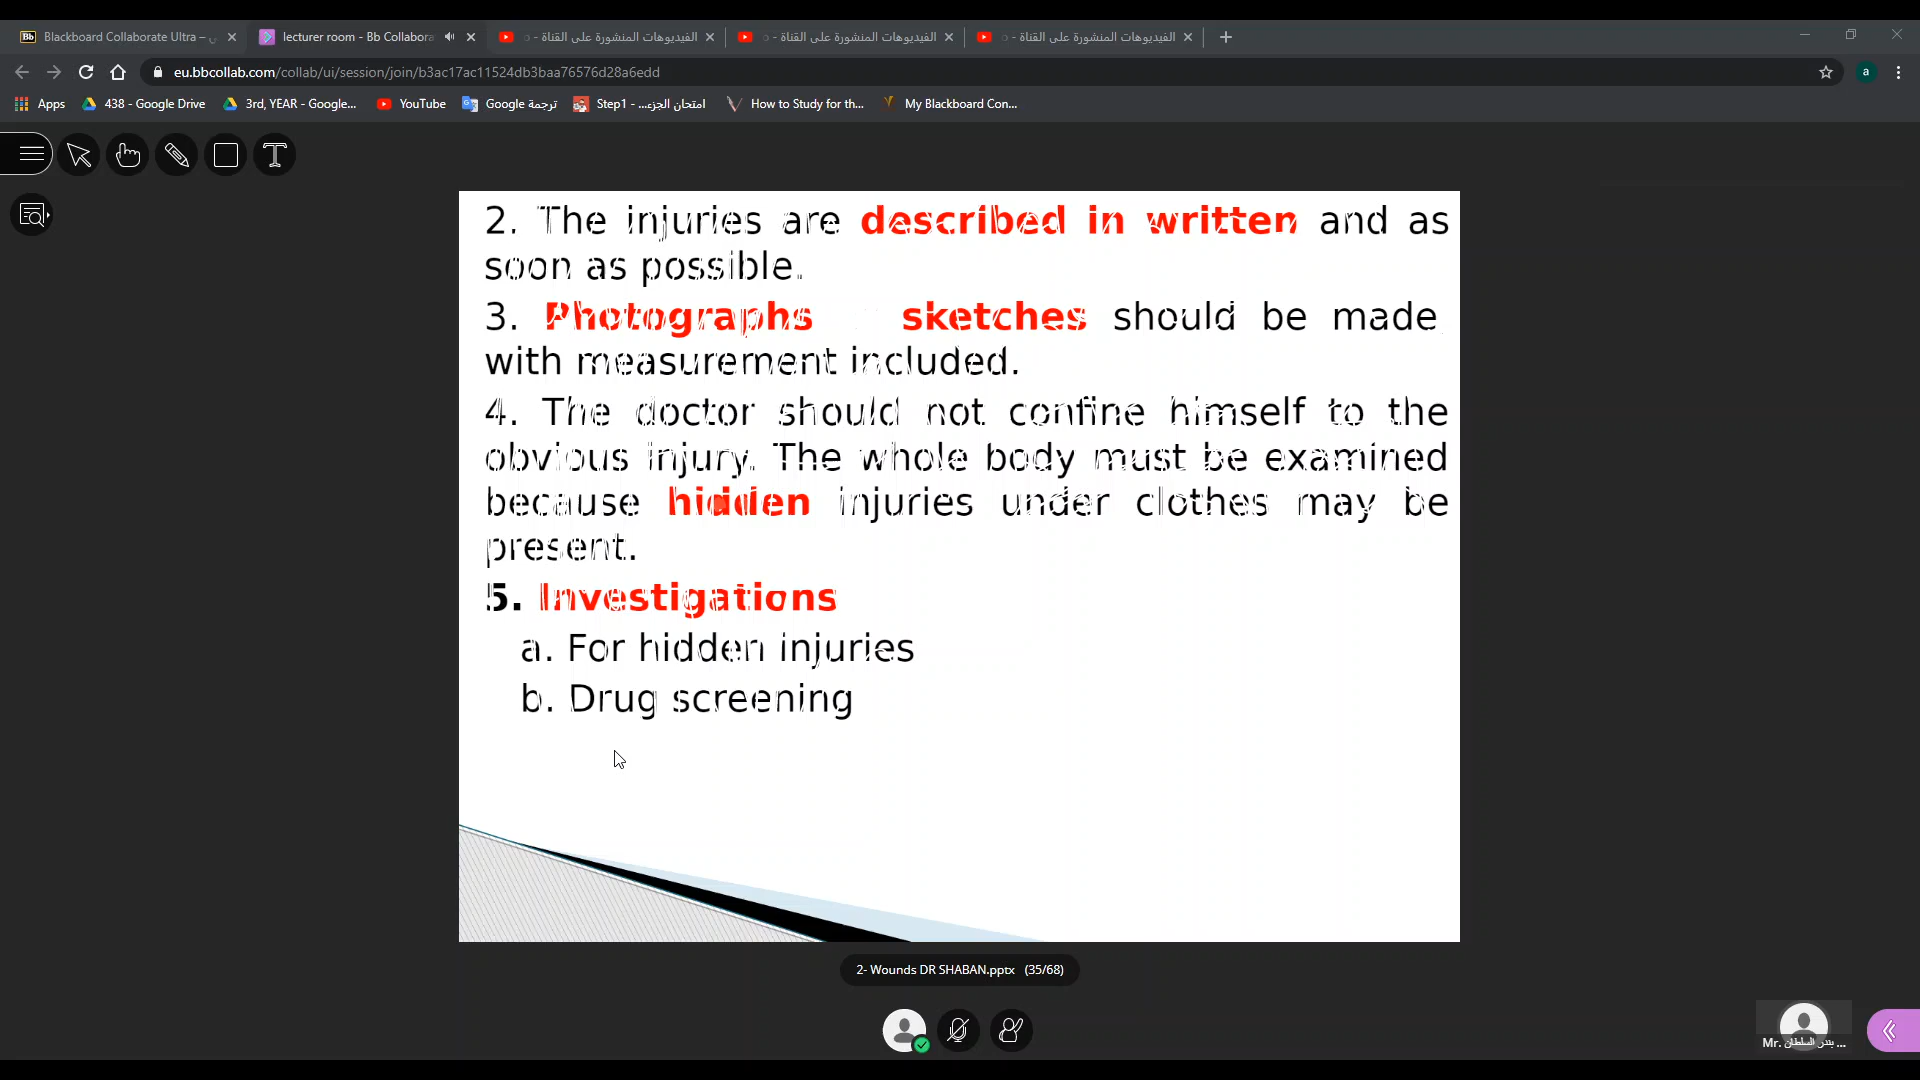 Blackboard Collaborate Ultra –
lecturer room - Bb Collabora
الفيديوهات المنشورة على القناة -
الفيديوهات المنشورة على القناة -
الفيديوهات المنشورة على القناة -
eu.bbcollab.com/collab/ui/session/join/b3ac17ac11524db3baa76576d28a6edd
a
Apps
438 - Google Drive
3rd, YEAR - Google...
YouTube
ترجمة Google
Step1 - ...امتحان الجزء
How to Study for th...
My Blackboard Con...
2. The injuries are described in written and as
soon as possible.
3. Photographs sketches should be made
with measurement included.
4. The doctor should not confine himself to the
obvious injury. The whole body must be examined
because hidden injuries under clothes may be
present.
5. Investigations
a. For hidden injuries
b. Drug screening
2- Wounds DR SHABAN.pptx (35/68)
Mr. بندر السلطان ...